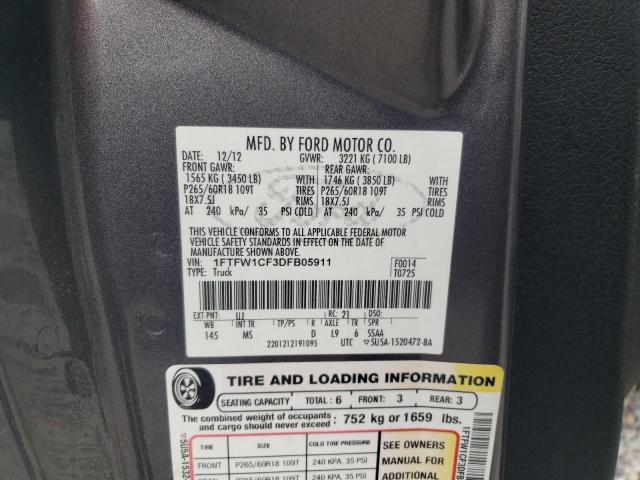 MFD. BY FORD MOTOR CO.
DATE: 12/12 GVWR: 3221 KG ( 7100 LB)
FRONT GAWR: REAR GAWR:
1565 KG ( 3450 LB) WITH 1746 KG ( 3850 LB) WITH
P265/60R18 109T TIRES P265/60R18 109T TIRES
18X7.5J RIMS 18X7.5J RIMS
AT 240 kPa/ 35 PSI COLD AT 240 kPa/ 35 PSI COLD
THIS VEHICLE CONFORMS TO ALL APPLICABLE FEDERAL MOTOR
VEHICLE SAFETY STANDARDS IN EFFECT ON THE DATE OF
MANUFACTURE SHOWN ABOVE.
VIN: 1FTFW1CF3DFB05911 F0014
TYPE: Truck T0725
EXT PNT: UJ RC: 21 DSO:
WB INT TR TP/PS R AXLE TR SPR
145 MS D L9 6 SSAA
2201212191095 UTC ▽5U5A-1520472-BA
TIRE AND LOADING INFORMATION
SEATING CAPACITY TOTAL: 6 FRONT: 3 REAR: 3
The combined weight of occupants
and cargo should never exceed: 752 kg or 1659 lbs.
TIRE SIZE COLD TIRE PRESSURE SEE OWNERS
FRONT P265/60R18 109T 240 KPA, 35 PSI MANUAL FOR
P265/60R18 109T 240 KPA, 35 PSI ADDITIONAL
▽5U5A-1532
1FTFW1CF3DFB